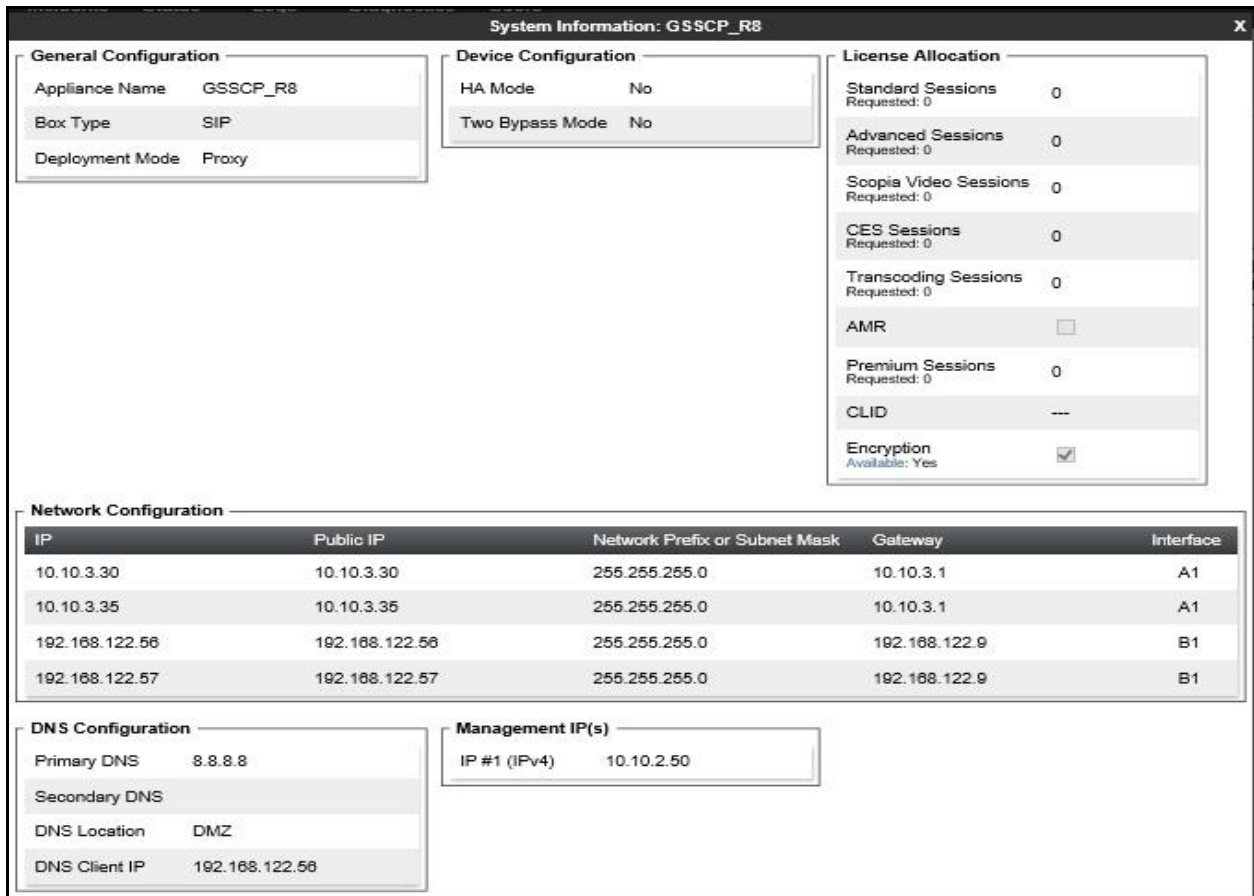 System Information: GSSCP_R8 X
General Configuration
Appliance Name GSSCP_R8
Box Type SIP
Deployment Mode Proxy
Device Configuration
HA Mode No
Two Bypass Mode No
License Allocation
Standard Sessions 0
Requested: 0
Advanced Sessions 0
Requested: 0
Scopia Video Sessions 0
Requested: 0
CES Sessions 0
Requested: 0
Transcoding Sessions 0
Requested: 0
AMR
Premium Sessions 0
Requested: 0
CLID ---
Encryption
Available: Yes
Network Configuration
IP Public IP Network Prefix or Subnet Mask Gateway Interface
10.10.3.30 10.10.3.30 255.255.255.0 10.10.3.1 A1
10.10.3.35 10.10.3.35 255.255.255.0 10.10.3.1 A1
192.168.122.56 192.168.122.56 255.255.255.0 192.168.122.9 B1
192.168.122.57 192.168.122.57 255.255.255.0 192.168.122.9 B1
DNS Configuration
Primary DNS 8.8.8.8
Secondary DNS
DNS Location DMZ
DNS Client IP 192.168.122.56
Management IP(s)
IP #1 (IPv4) 10.10.2.50